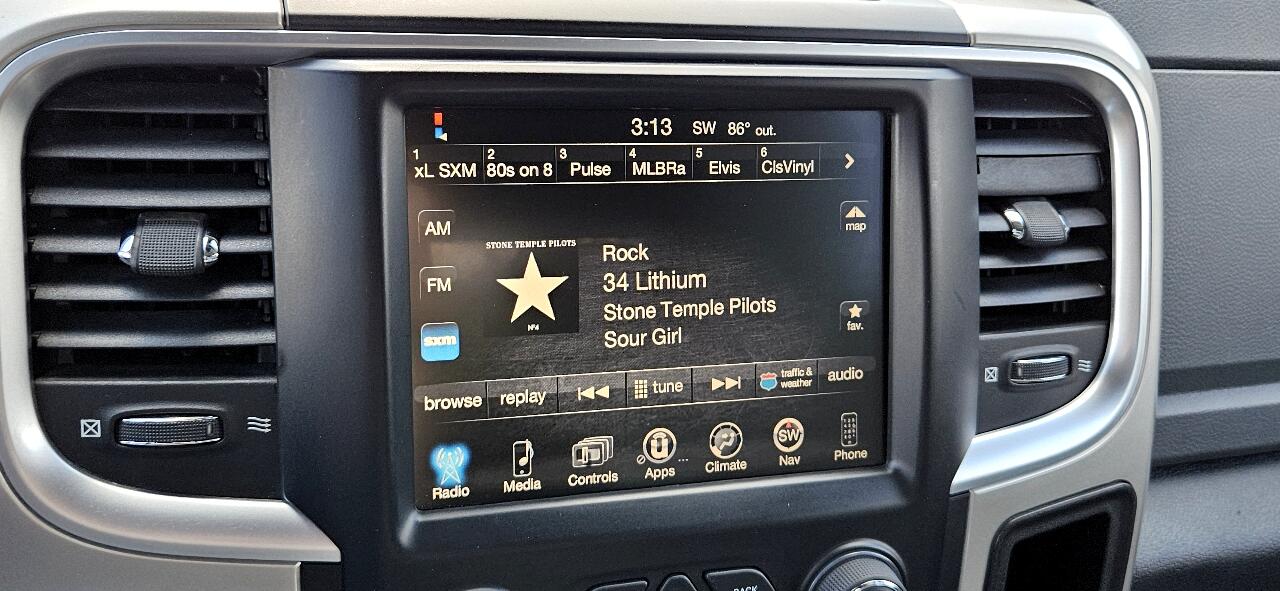 3:13 SW 86° out.
1 xL SXM 2 80s on 8 3 Pulse 4 MLBRa 5 Elvis 6 ClsVinyl
AM
map
STONE TEMPLE PILOTS
Nº4
Rock
34 Lithium
Stone Temple Pilots
Sour Girl
FM
fav.
sxm
browse replay tune traffic & weather audio
Radio Media Controls Apps Climate SW Nav Phone
BACK